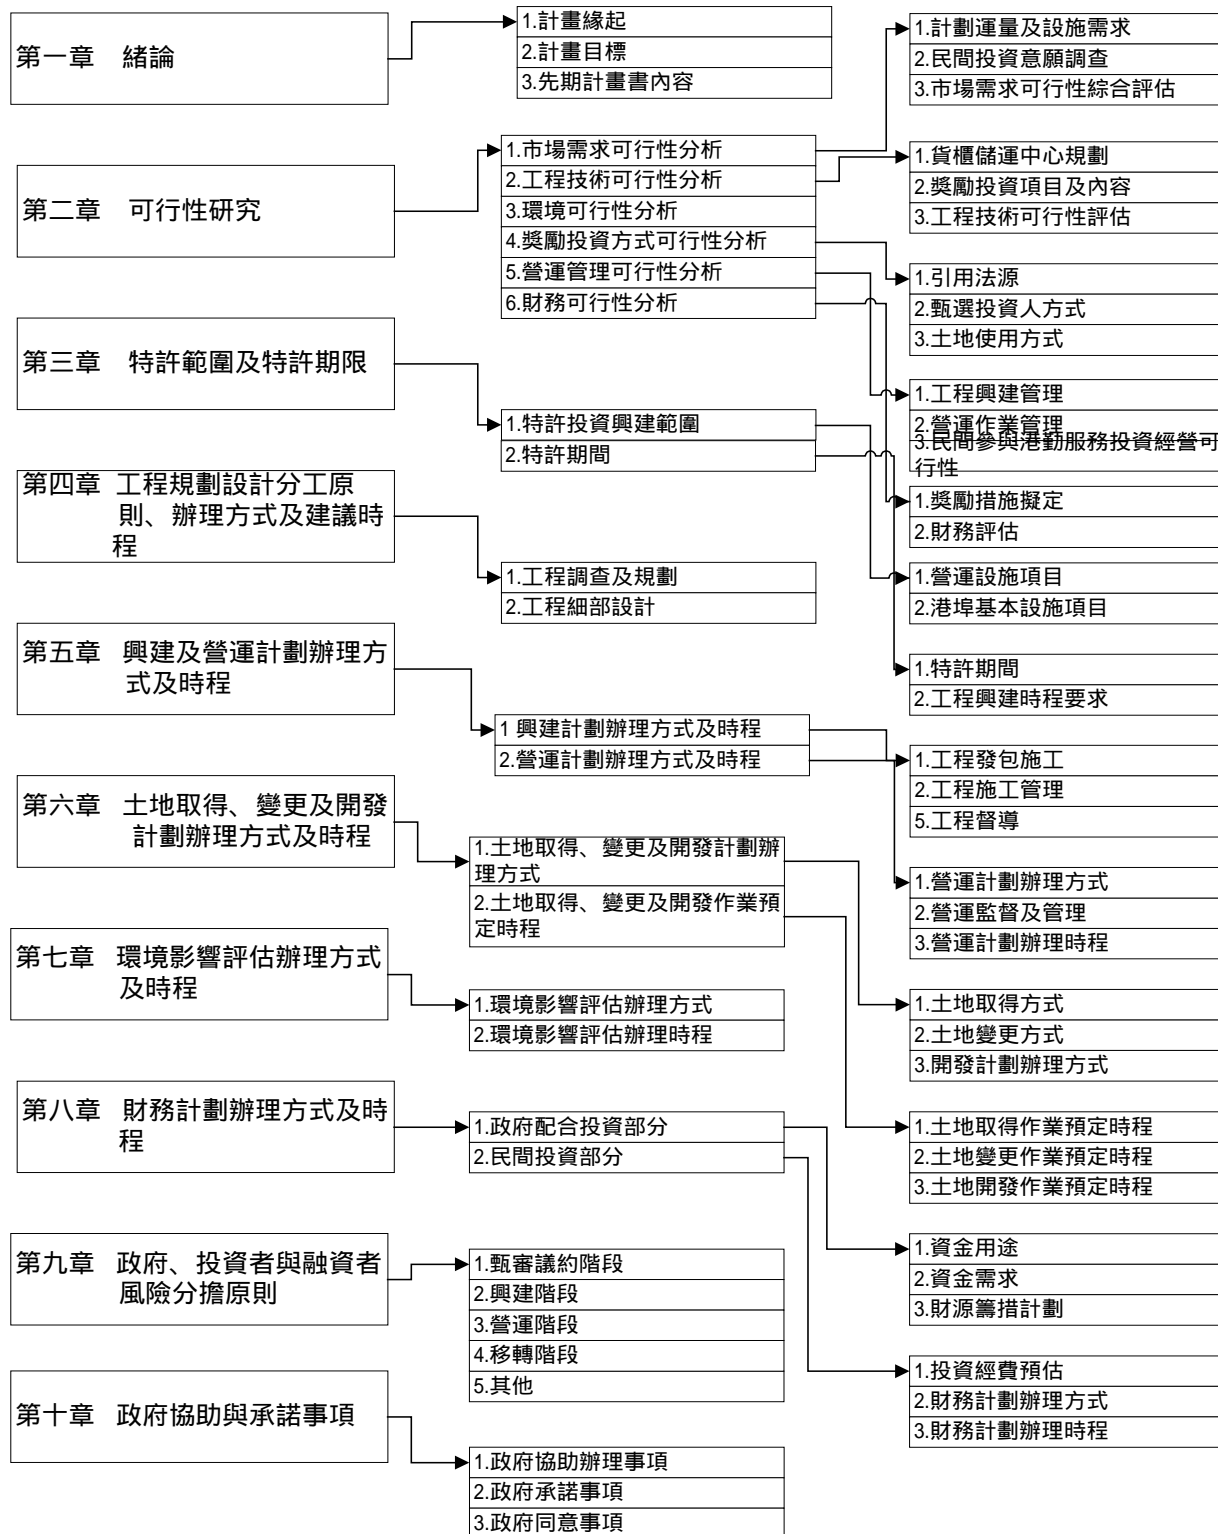 第一章 緒論
1.計畫緣起
2.計畫目標
3.先期計畫書內容
第二章 可行性研究
1.市場需求可行性分析
2.工程技術可行性分析
3.環境可行性分析
4.獎勵投資方式可行性分析
5.營運管理可行性分析
6.財務可行性分析
1.計劃運量及設施需求
2.民間投資意願調查
3.市場需求可行性綜合評估
1.貨櫃儲運中心規劃
2.獎勵投資項目及內容
3.工程技術可行性評估
1.引用法源
2.甄選投資人方式
3.土地使用方式
1.工程興建管理
2.營運作業管理
3.民間參與港勤服務投資經營可
行性
1.獎勵措施擬定
2.財務評估
第三章 特許範圍及特許期限
1.特許投資興建範圍
2.特許期間
1.營運設施項目
2.港埠基本設施項目
1.特許期間
2.工程興建時程要求
第四章 工程規劃設計分工原
則、辦理方式及建議時
程
1.工程調查及規劃
2.工程細部設計
第五章 興建及營運計劃辦理方
式及時程
1 興建計劃辦理方式及時程
2.營運計劃辦理方式及時程
1.工程發包施工
2.工程施工管理
5.工程督導
1.營運計劃辦理方式
2.營運監督及管理
3.營運計劃辦理時程
第六章 土地取得、變更及開發
計劃辦理方式及時程
1.土地取得、變更及開發計劃辦
理方式
2.土地取得、變更及開發作業預
定時程
1.土地取得方式
2.土地變更方式
3.開發計劃辦理方式
1.土地取得作業預定時程
2.土地變更作業預定時程
3.土地開發作業預定時程
第七章 環境影響評估辦理方式
及時程
1.環境影響評估辦理方式
2.環境影響評估辦理時程
第八章 財務計劃辦理方式及時
程
1.政府配合投資部分
2.民間投資部分
1.資金用途
2.資金需求
3.財源籌措計劃
1.投資經費預估
2.財務計劃辦理方式
3.財務計劃辦理時程
第九章 政府、投資者與融資者
風險分擔原則
1.甄審議約階段
2.興建階段
3.營運階段
4.移轉階段
5.其他
第十章 政府協助與承諾事項
1.政府協助辦理事項
2.政府承諾事項
3.政府同意事項